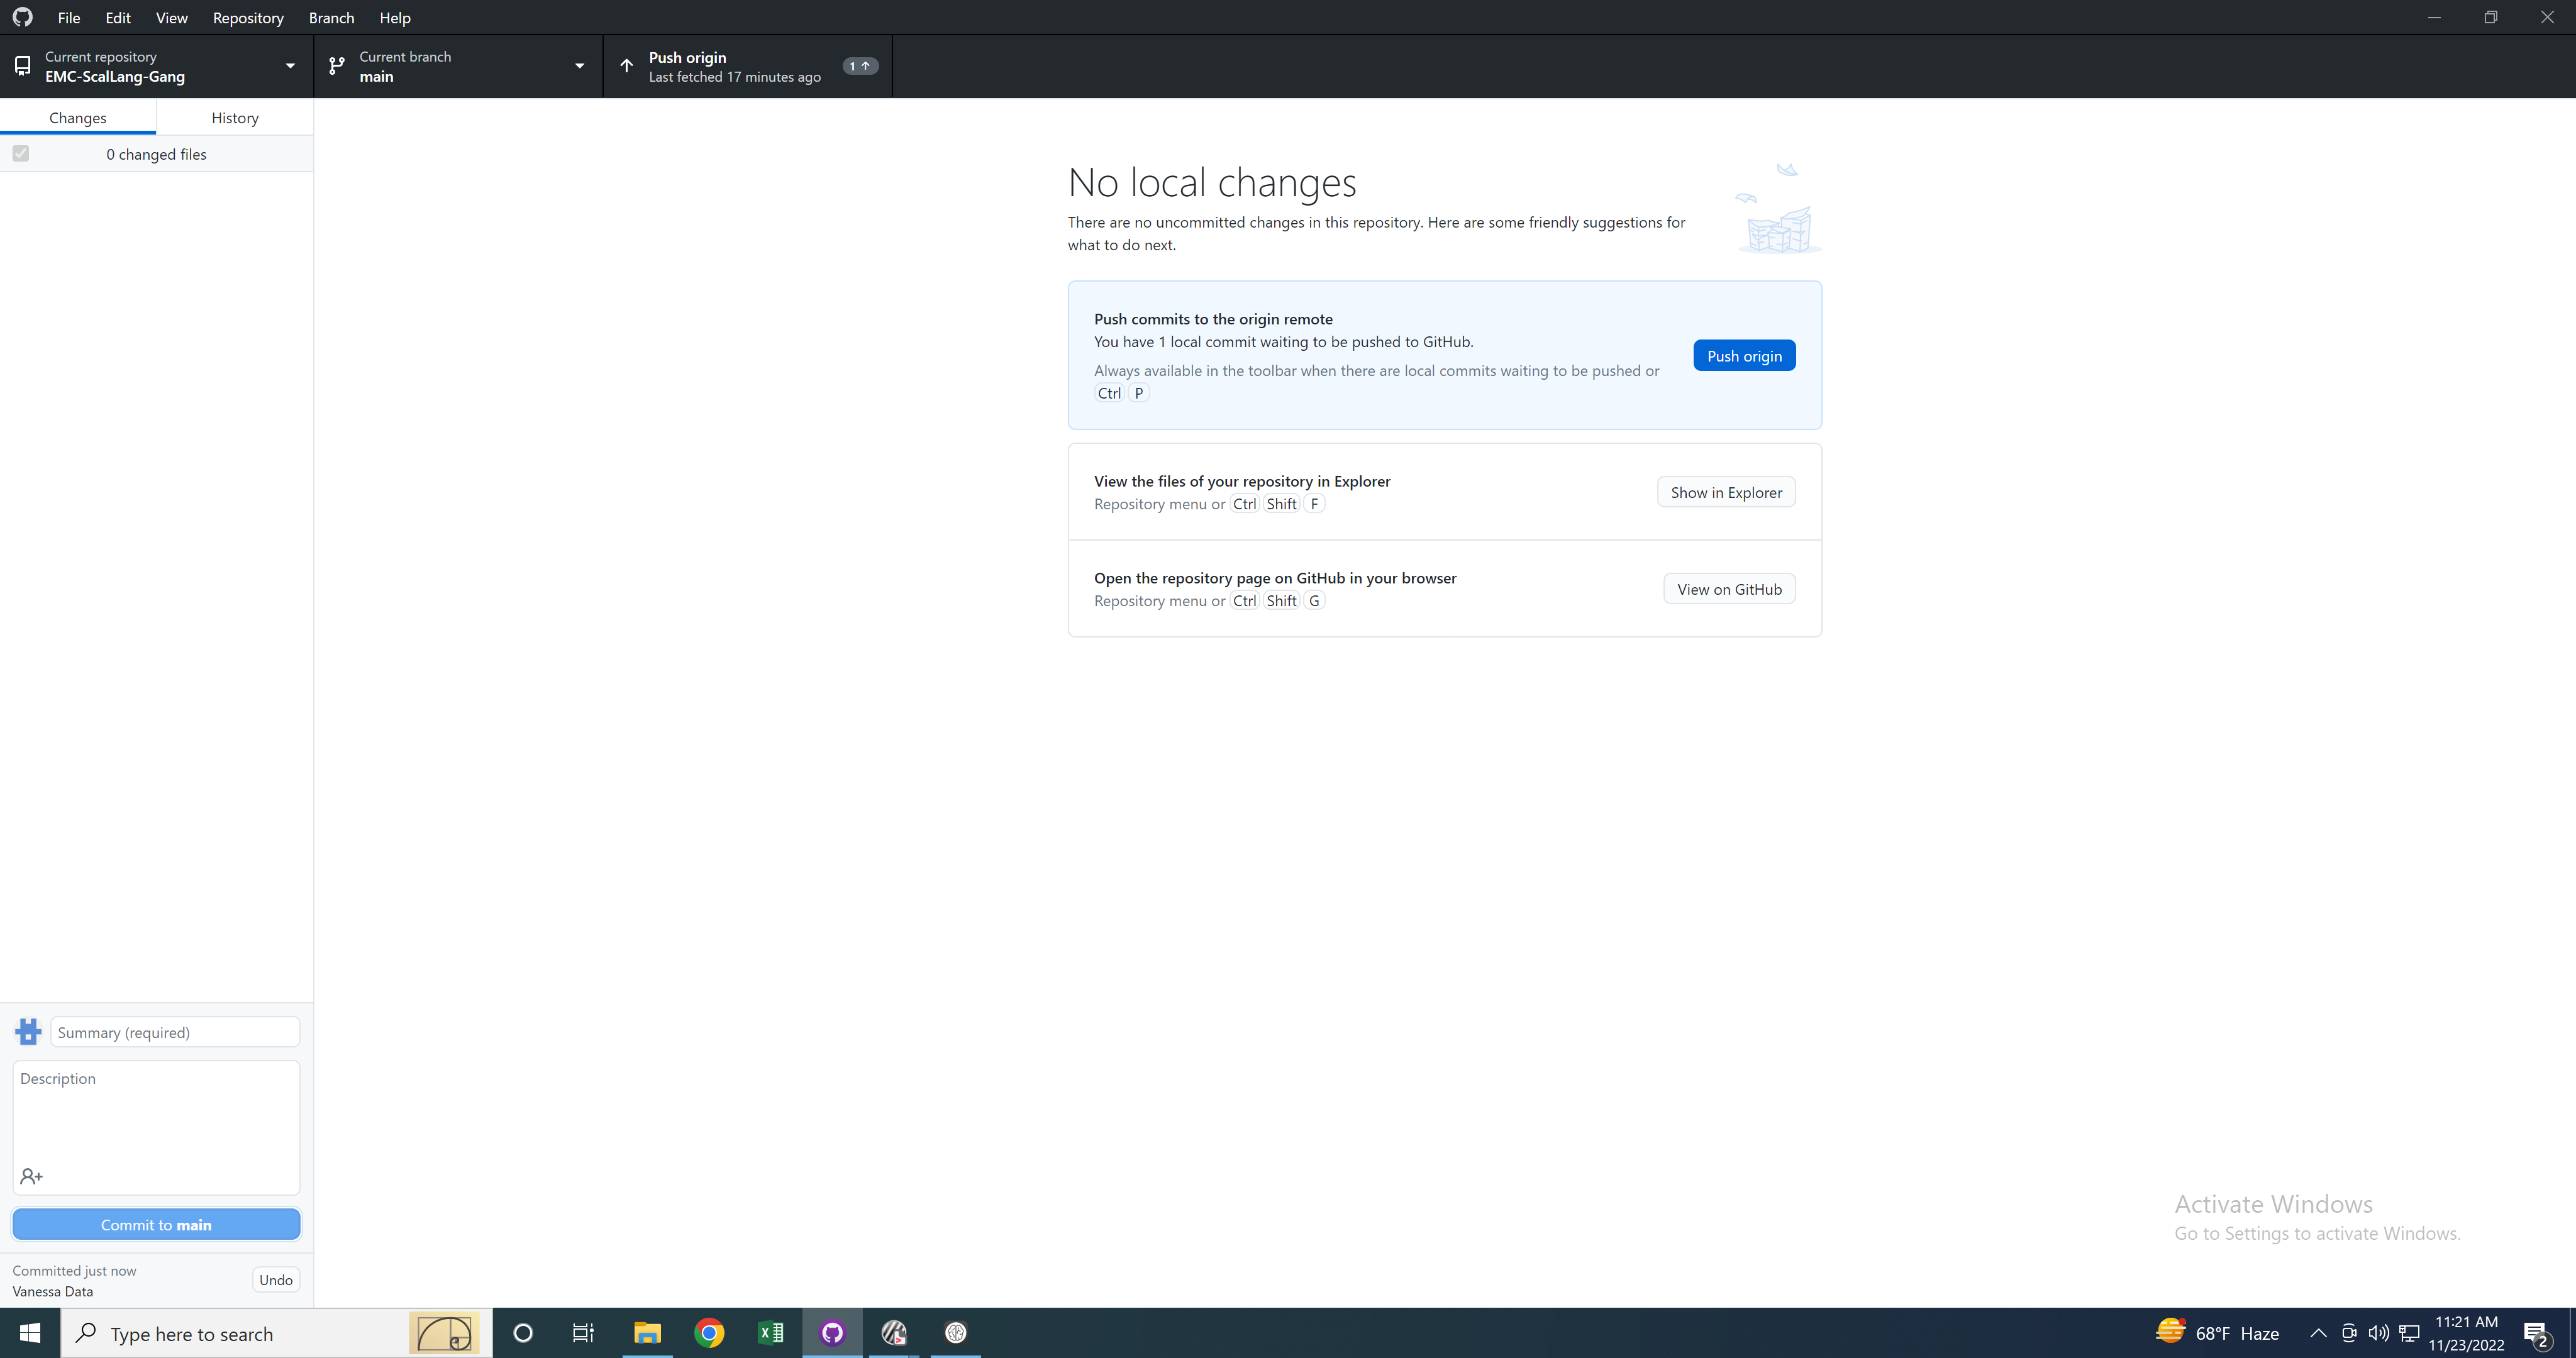 File Edit View Repository Branch Help
Current repository
EMC-ScalLang-Gang
Current branch
main
Push origin
Last fetched 17 minutes ago
1
Changes
History
0 changed files
No local changes
There are no uncommitted changes in this repository. Here are some friendly suggestions for
what to do next.
Push commits to the origin remote
You have 1 local commit waiting to be pushed to GitHub.
Always available in the toolbar when there are local commits waiting to be pushed or
Ctrl P
Push origin
View the files of your repository in Explorer
Repository menu or Ctrl Shift F
Show in Explorer
Open the repository page on GitHub in your browser
Repository menu or Ctrl Shift G
View on GitHub
Summary (required)
Description
Commit to main
Committed just now
Vanessa Data
Undo
Activate Windows
Go to Settings to activate Windows.
Type here to search
68°F Haze
11:21 AM
11/23/2022
2